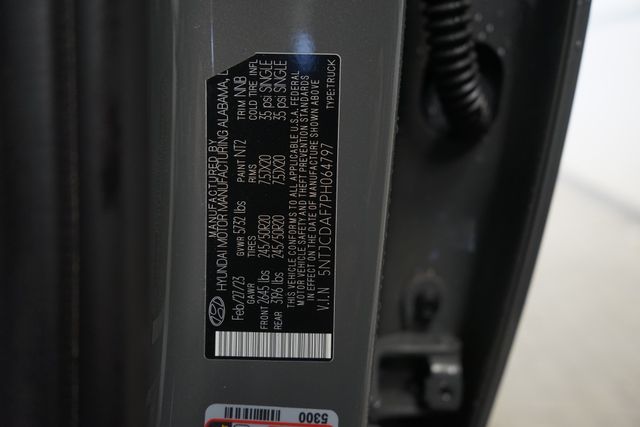 MANUFACTURED BY
HYUNDAI MOTOR MANUFACTURING ALABAMA,
Feb/27/23 GVWR 5732 lbs PAINT NT2 TRIM NNB
GAWR TIRES RIMS COLD TIRE INFL
FRONT 2645 lbs 245/50R20 7.5JX20 35 psi SINGLE
REAR 3196 lbs 245/50R20 7.5JX20 35 psi SINGLE
THIS VEHICLE CONFORMS TO ALL APPLICABLE U.S.A. FEDERAL
MOTOR VEHICLE SAFETY AND THEFT PREVENTION STANDARDS
IN EFFECT ON THE DATE OF MANUFACTURE SHOWN ABOVE
V.I.N 5NTJCDAF7PH064797 TYPE:TRUCK
5300